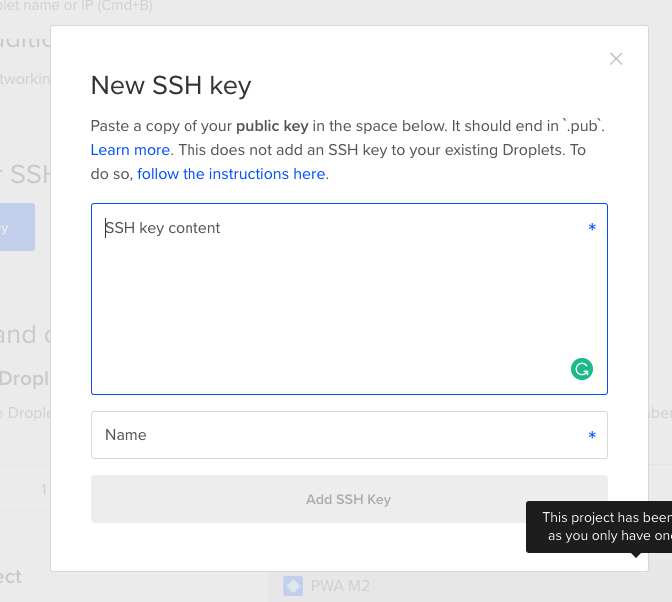 plet name or IP (Cmd+B)
tworkin
New SSH key
Paste a copy of your public key in the space below. It should end in `.pub`.
Learn more. This does not add an SSH key to your existing Droplets. To
do so, follow the instructions here.
r SSH
ey
SSH key content *
and c
Dropl
e Drople
ber
Name *
1
Add SSH Key
This project has been
as you only have one
ect
PWA M2